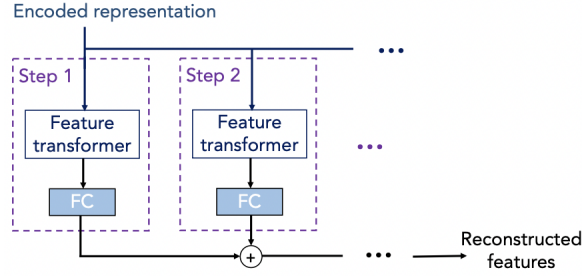 Encoded representation
Step 1
Step 2
Feature
transformer
Feature
transformer
FC
FC
+
Reconstructed
features